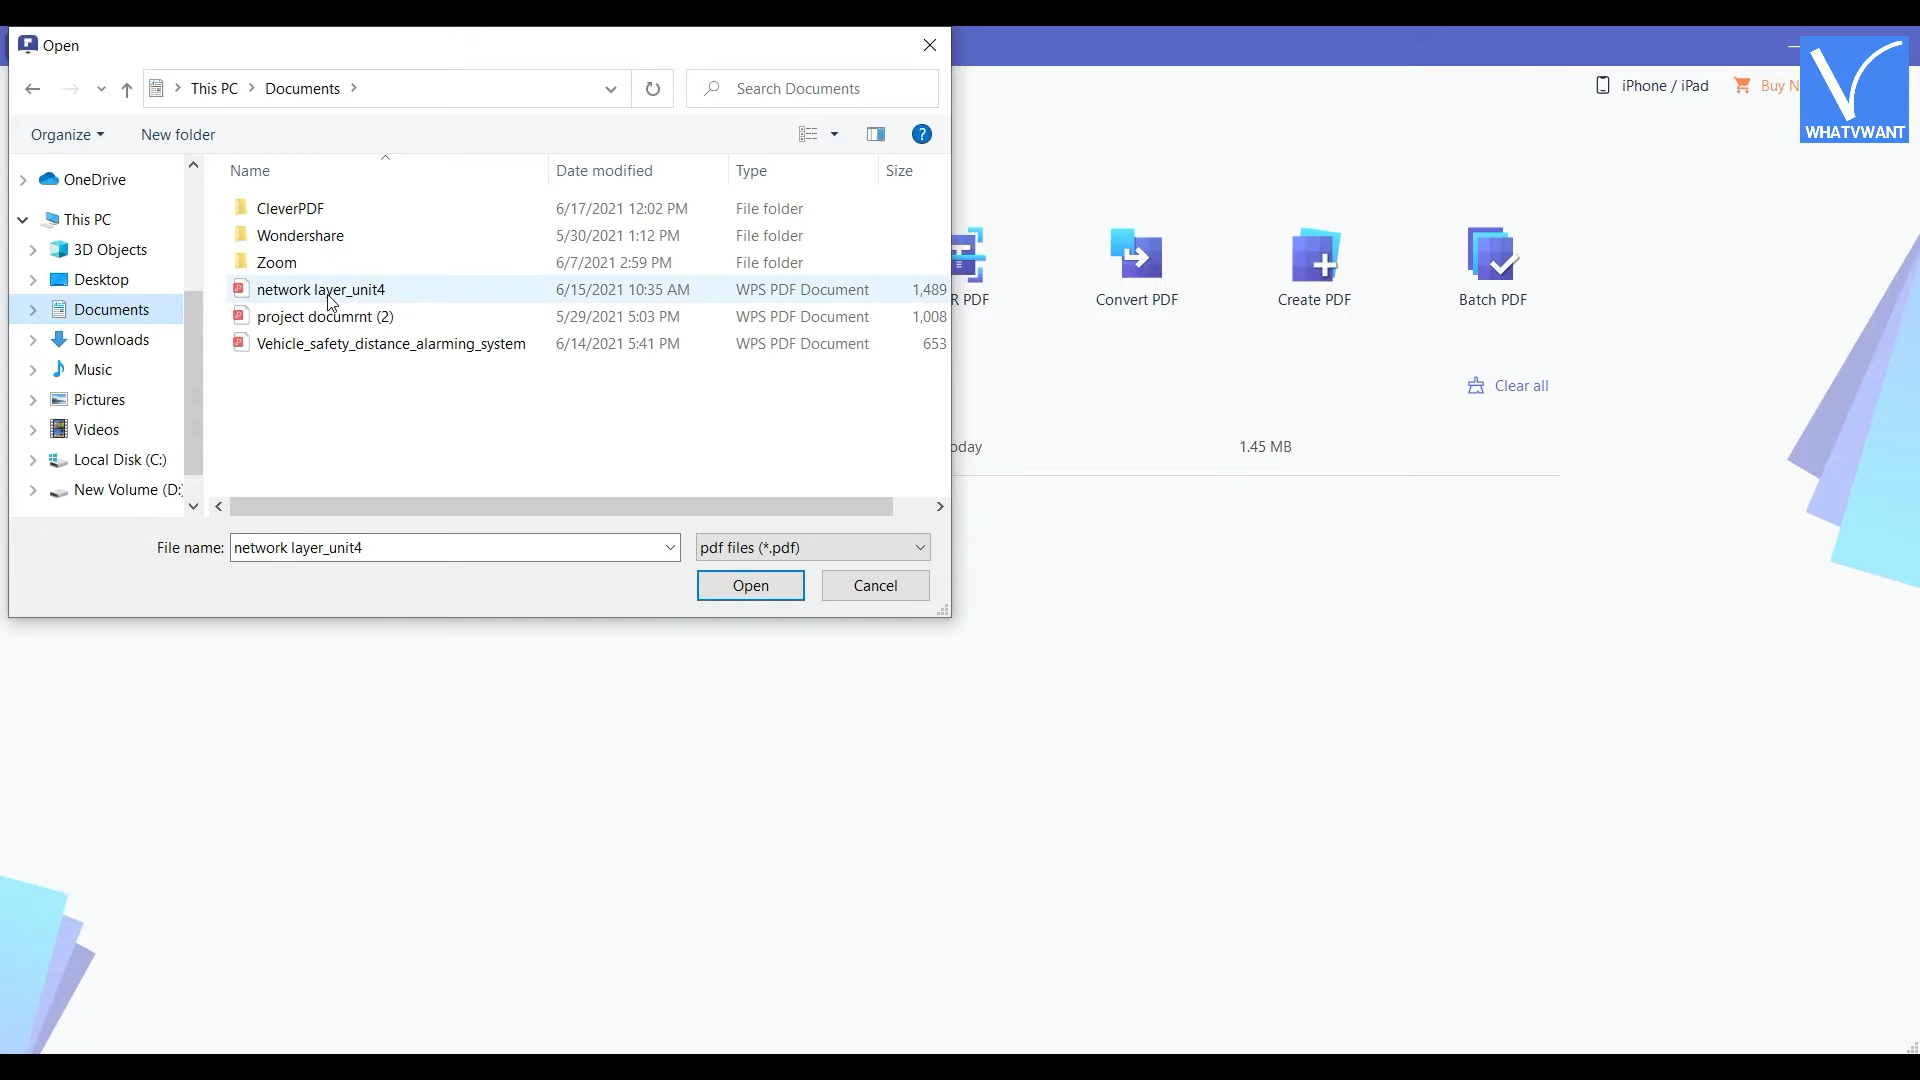 Open
This PC
Documents
Search Documents
iPhone / iPad
Buy N
WHATVWANT
Organize
New folder
?
Name
Date modified
Type
Size
OneDrive
This PC
3D Objects
Desktop
Documents
Downloads
Music
Pictures
Videos
Local Disk (C:)
New Volume (D:)
CleverPDF 6/17/2021 12:02 PM File folder
Wondershare 5/30/2021 1:12 PM File folder
Zoom 6/7/2021 2:59 PM File folder
network layer_unit4 6/15/2021 10:35 AM WPS PDF Document 1,489
project documrnt (2) 5/29/2021 5:03 PM WPS PDF Document 1,008
Vehicle_safety_distance_alarming_system 6/14/2021 5:41 PM WPS PDF Document 653
R PDF
Convert PDF
Create PDF
Batch PDF
Clear all
oday
1.45 MB
File name:
network layer_unit4
pdf files (*.pdf)
Open
Cancel